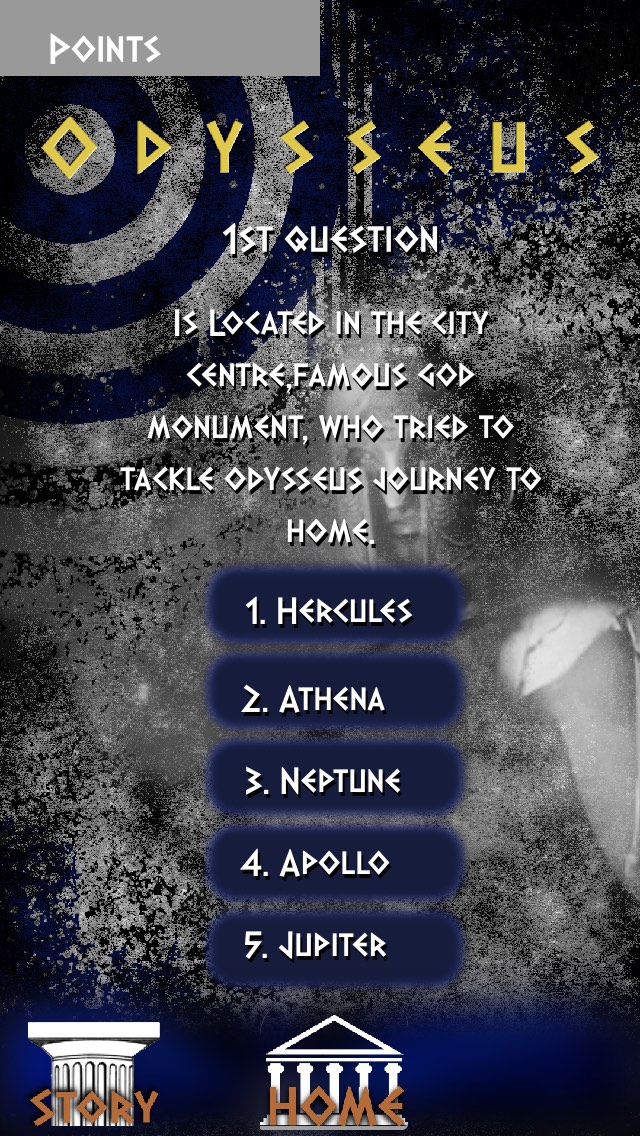 Points
Odysseus
1st question
Is Located in the city
centre,famous god
monument, who tried to
tackle Odysseus journey to
home.
1. Hercules
2. Athena
3. Neptune
4. Apollo
5. Jupiter
Story
Home